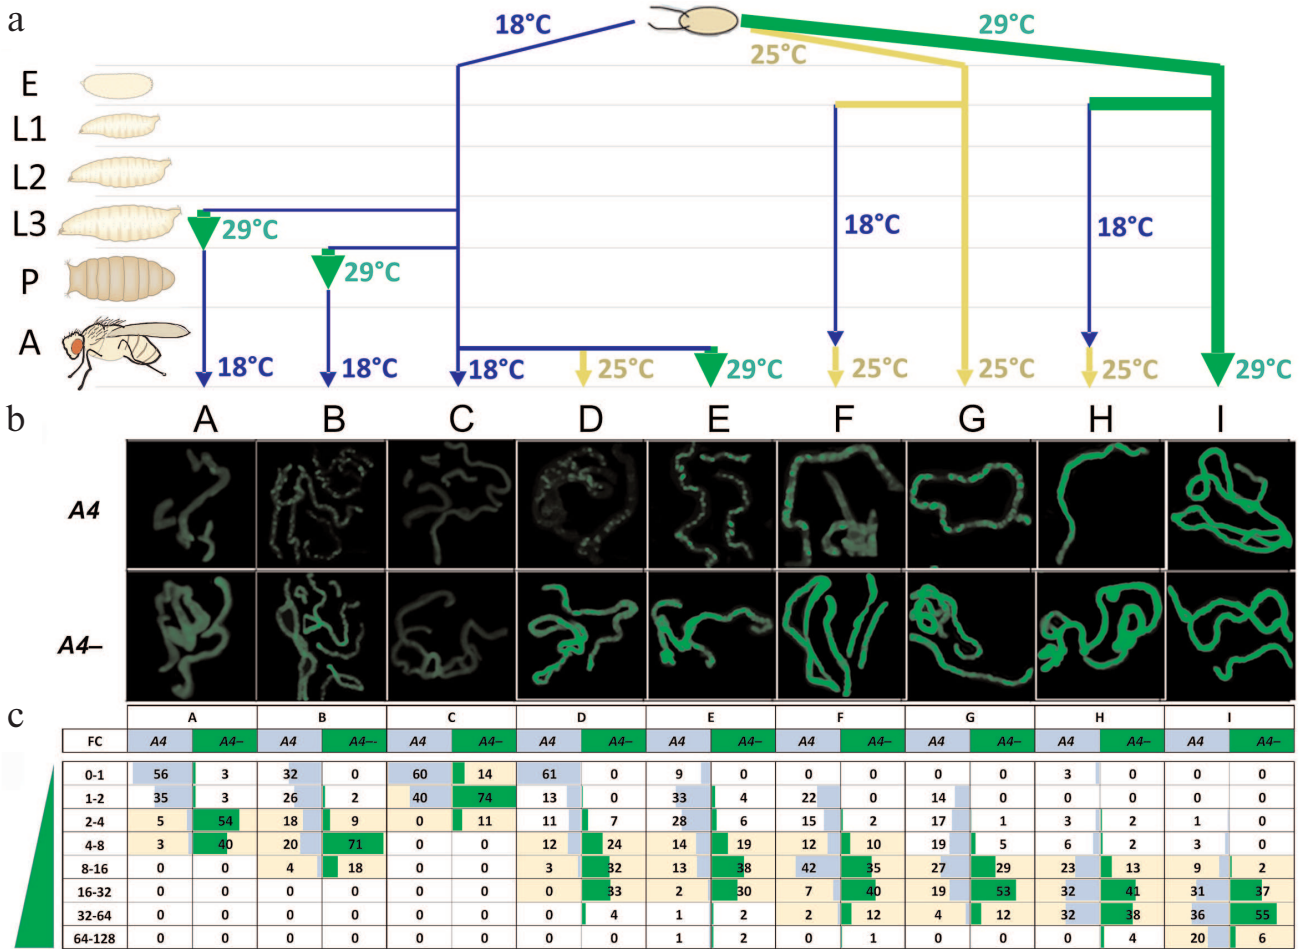 a
18°C
29°C
25°C
E
L1
L2
L3
29°C
18°C
18°C
P
29°C
A
18°C
18°C
18°C
25°C
29°C
25°C
25°C
25°C
29°C
b
A B C D E F G H I
A4
A4–
c
A B C D E F G H I
FC A4 A4– A4 A4-- A4 A4– A4 A4– A4 A4– A4 A4– A4 A4– A4 A4– A4 A4–
0-1 56 3 32 0 60 14 61 0 9 0 0 0 0 0 3 0 0 0
1-2 35 3 26 2 40 74 13 0 33 4 22 0 14 0 0 0 0 0
2-4 5 54 18 9 0 11 11 7 28 6 15 2 17 1 3 2 1 0
4-8 3 40 20 71 0 0 12 24 14 19 12 10 19 5 6 2 3 0
8-16 0 0 4 18 0 0 3 32 13 38 42 35 27 29 23 13 9 2
16-32 0 0 0 0 0 0 0 33 2 30 7 40 19 53 32 41 31 37
32-64 0 0 0 0 0 0 0 4 1 2 2 12 4 12 32 38 36 55
64-128 0 0 0 0 0 0 0 0 1 2 0 1 0 0 0 4 20 6